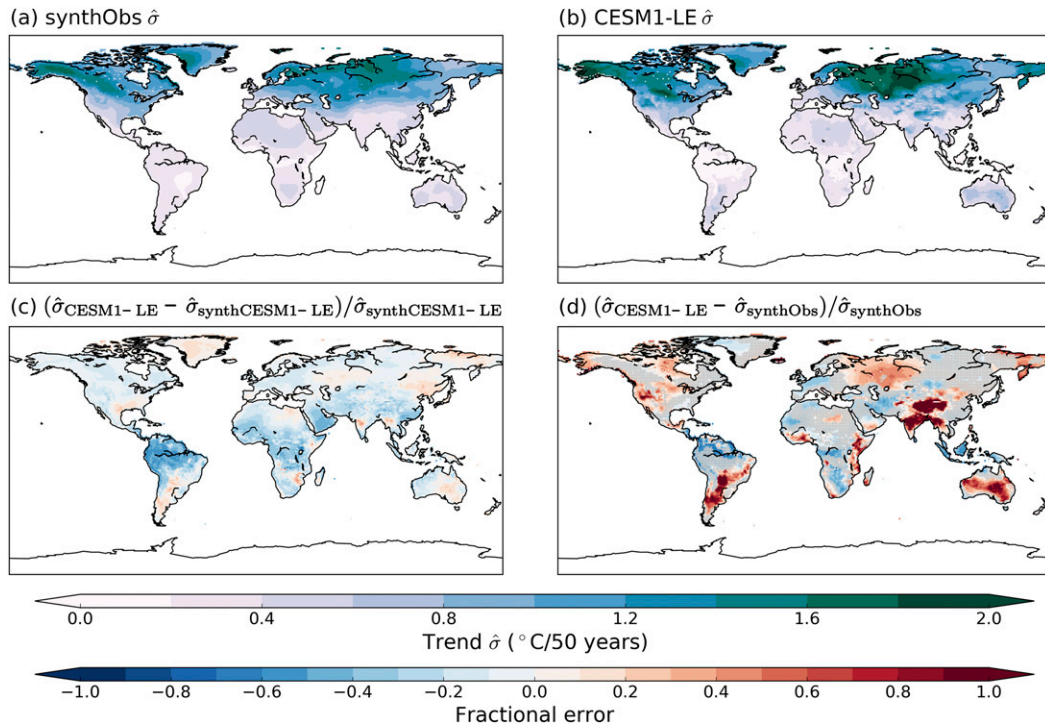 (a) synthObs σ̂
(b) CESM1-LE σ̂
(c) (σ̂CESM1-LE − σ̂synthCESM1-LE)/σ̂synthCESM1-LE
(d) (σ̂CESM1-LE − σ̂synthObs)/σ̂synthObs
0.0 0.4 0.8 1.2 1.6 2.0
Trend σ̂ (°C/50 years)
−1.0 −0.8 −0.6 −0.4 −0.2 0.0 0.2 0.4 0.6 0.8 1.0
Fractional error